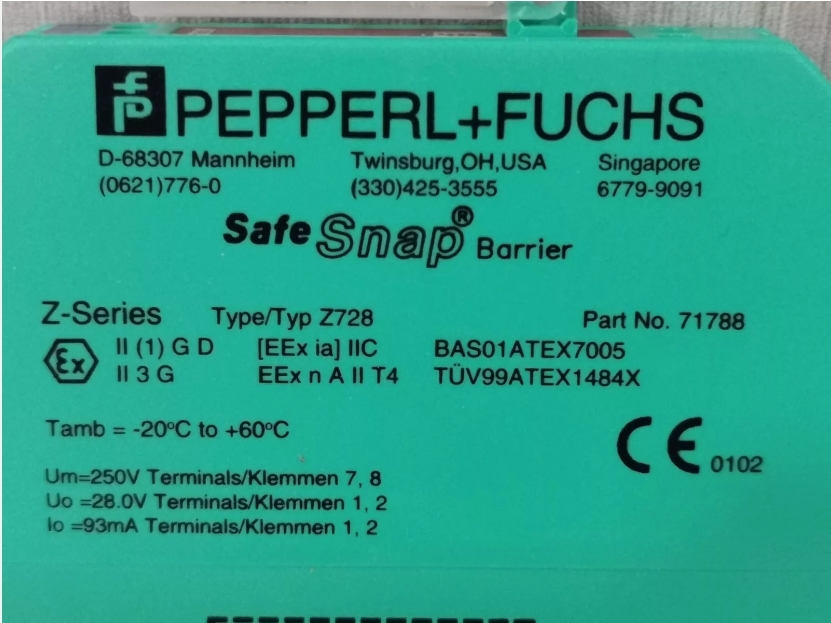 PEPPERL+FUCHS
D-68307 Mannheim Twinsburg,OH,USA Singapore
(0621)776-0 (330)425-3555 6779-9091
Safe Snap® Barrier
Z-Series Type/Typ Z728 Part No. 71788
Ex II (1) G D [EEx ia] IIC BAS01ATEX7005
II 3 G EEx n A II T4 TÜV99ATEX1484X
Tamb = -20°C to +60°C
CE 0102
Um=250V Terminals/Klemmen 7, 8
Uo =28.0V Terminals/Klemmen 1, 2
Io =93mA Terminals/Klemmen 1, 2